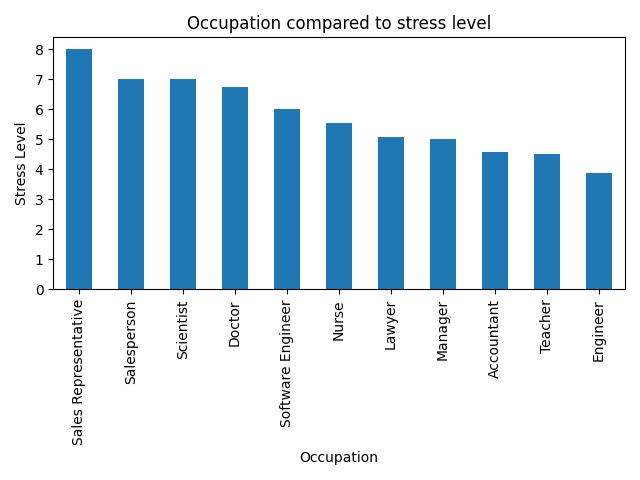 Occupation compared to stress level
Stress Level
8
7
6
5
4
3
2
1
0
Sales Representative
Salesperson
Scientist
Doctor
Software Engineer
Nurse
Lawyer
Manager
Accountant
Teacher
Engineer
Occupation